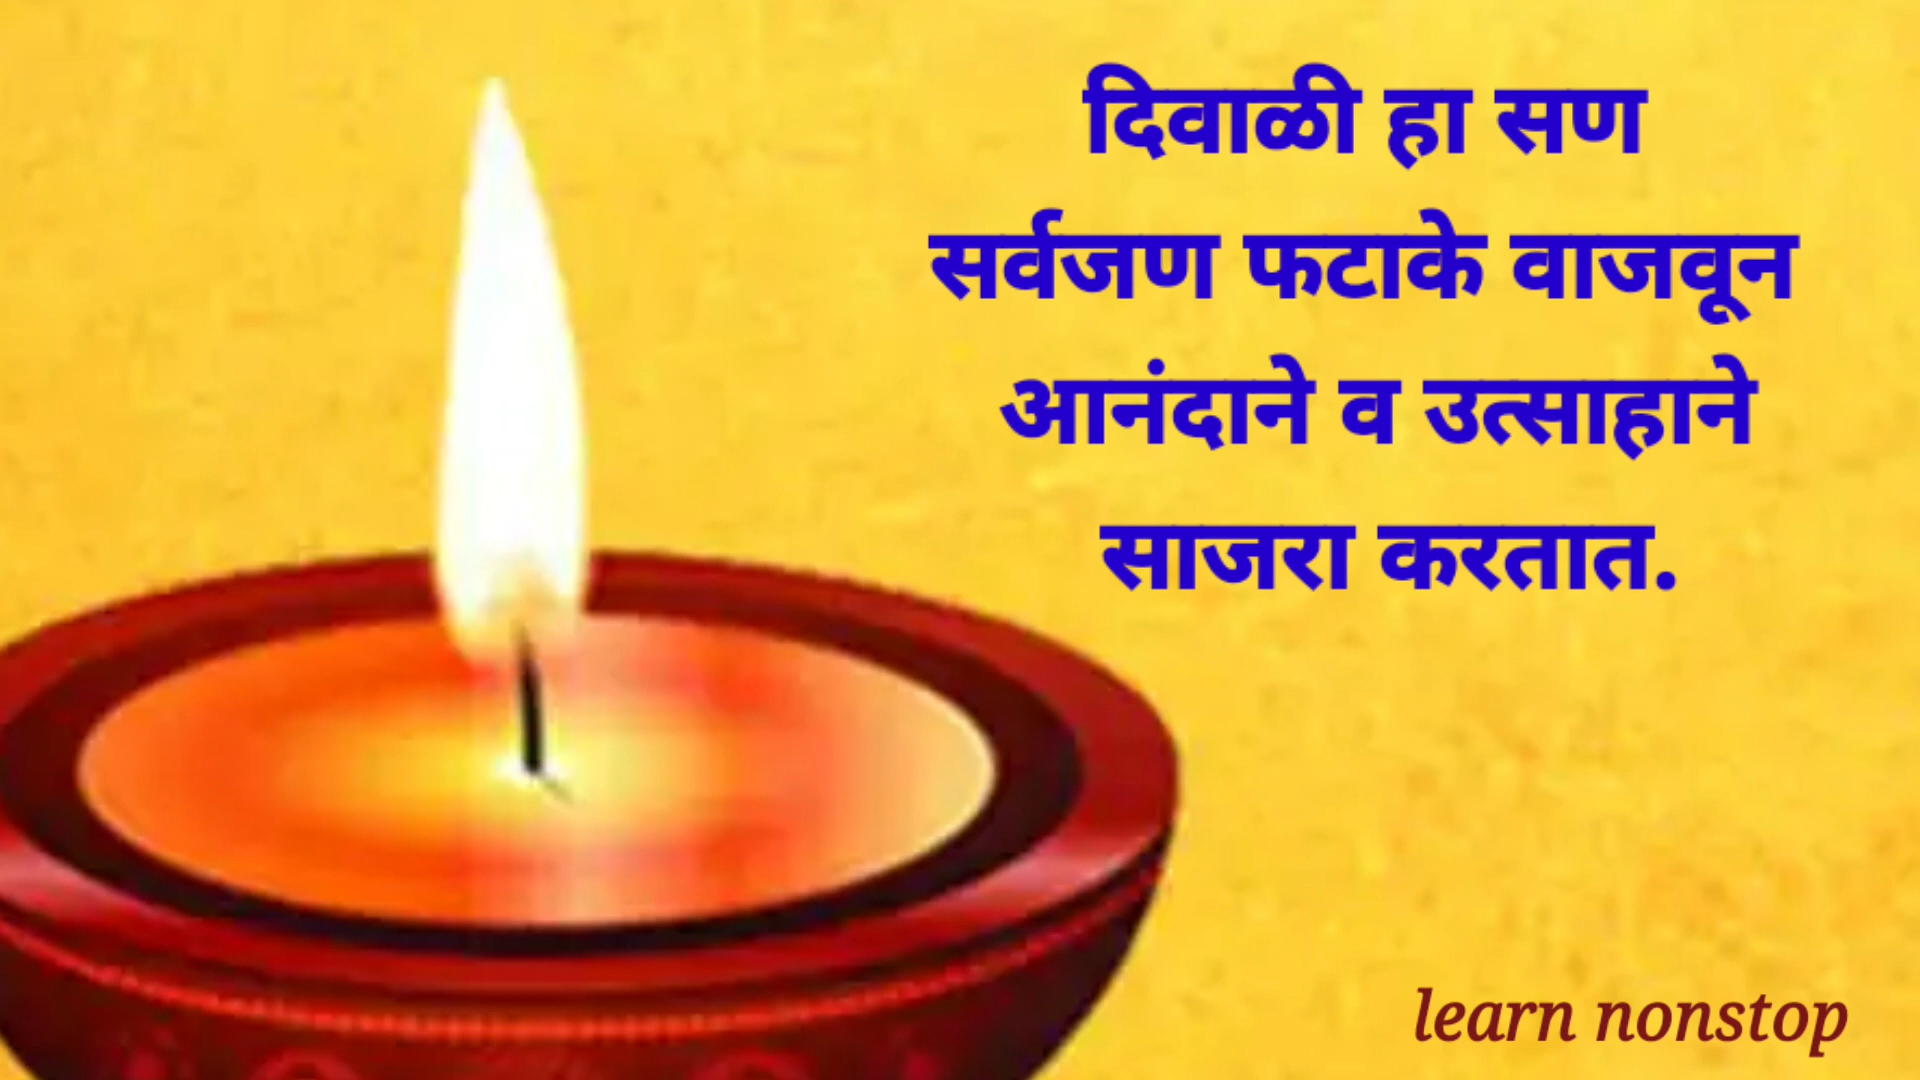 दिवाळी हा सण
सर्वजण फटाके वाजवून
आनंदाने व उत्साहाने
साजरा करतात.
learn nonstop